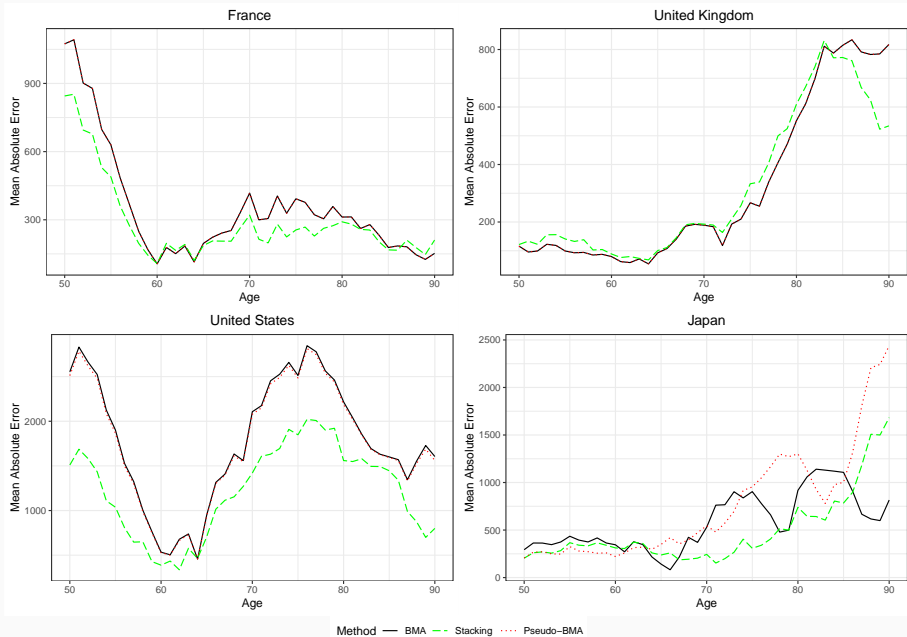 France
Mean Absolute Error
900
600
300
50
60
70
80
90
Age
United Kingdom
Mean Absolute Error
800
600
400
200
50
60
70
80
90
Age
United States
Mean Absolute Error
2000
1000
50
60
70
80
90
Age
Japan
Mean Absolute Error
2500
2000
1500
1000
500
0
50
60
70
80
90
Age
Method BMA Stacking Pseudo−BMA